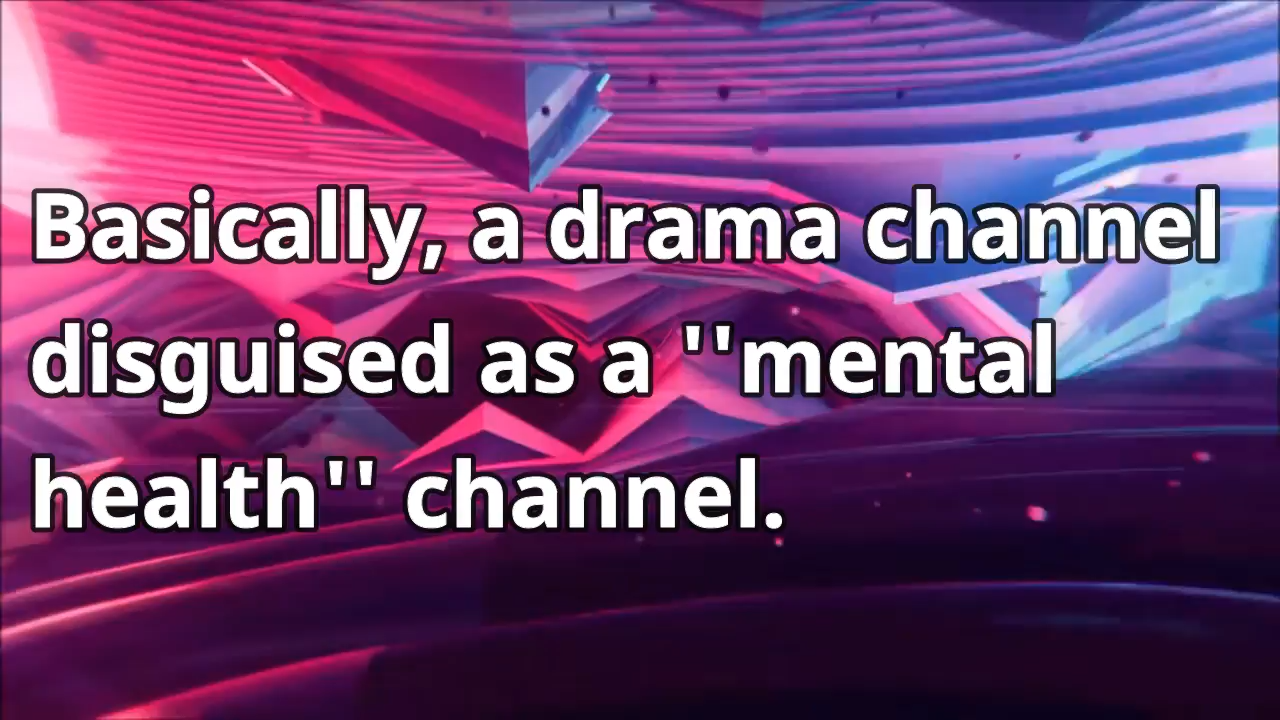 Basically, a drama channel
disguised as a ''mental
health'' channel.